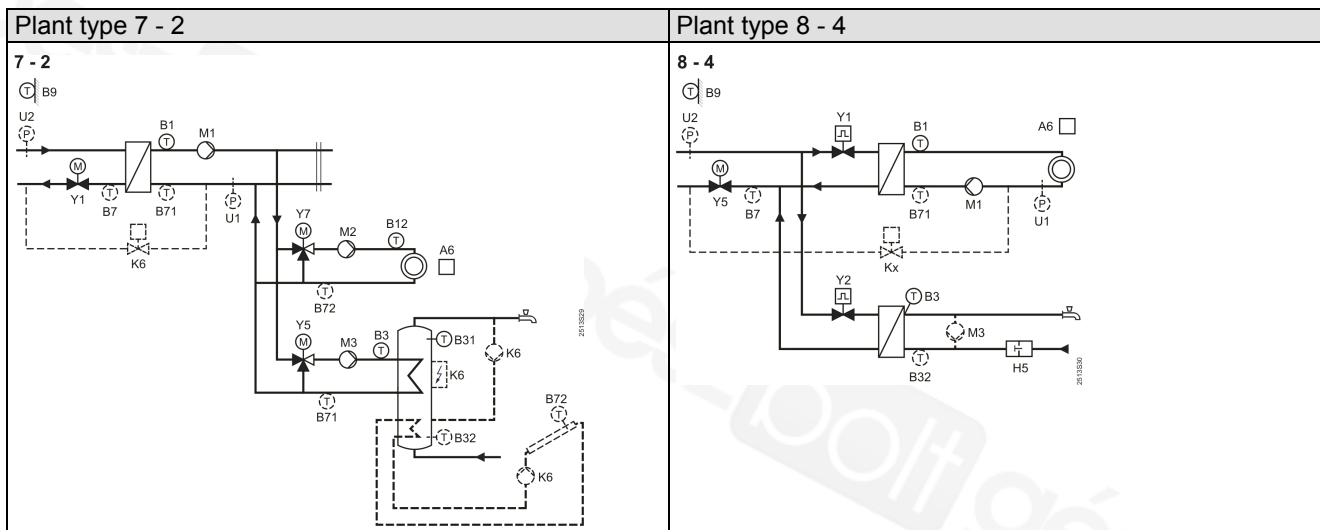 Plant type 7 - 2
7 - 2
T B9
U2
P
B1
T
M1
M
Y1
T
B7
T
B71
P
U1
K6
Y7
M
M2
B12
T
A6
T
B72
Y5
M
M3
B3
T
T B31
K6
K6
T
B71
B72
T
T B32
K6
2513S29
Plant type 8 - 4
8 - 4
T B9
U2
P
Y1
B1
T
A6
M
Y5
T
B7
T
B71
M1
P
U1
Kx
Y2
T B3
M3
T
B32
H5
2513S30
polt